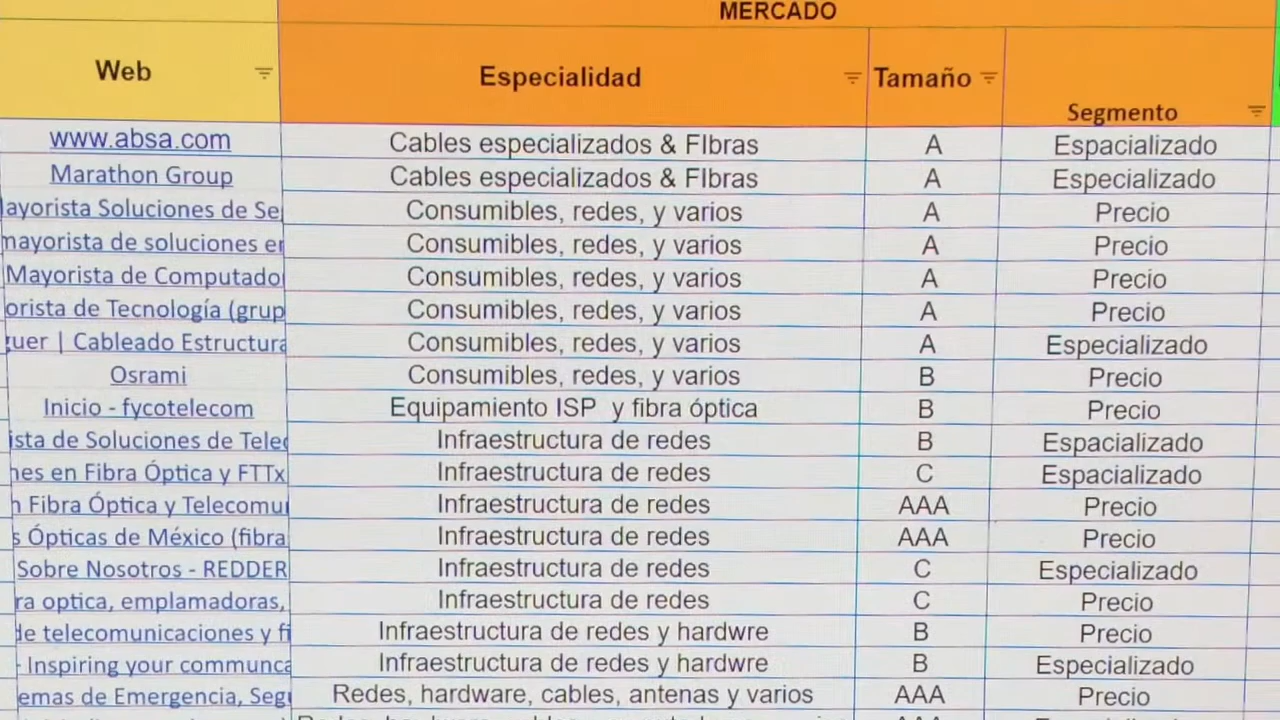 MERCADO
Web Especialidad Tamaño Segmento
www.absa.com Cables especializados & FIbras A Espacializado
Marathon Group Cables especializados & FIbras A Especializado
ayorista Soluciones de Se Consumibles, redes, y varios A Precio
mayorista de soluciones en Consumibles, redes, y varios A Precio
Mayorista de Computado Consumibles, redes, y varios A Precio
orista de Tecnología (grup Consumibles, redes, y varios A Precio
uer | Cableado Estructura Consumibles, redes, y varios A Especializado
Osrami Consumibles, redes, y varios B Precio
Inicio - fycotelecom Equipamiento ISP y fibra óptica B Precio
ista de Soluciones de Telec Infraestructura de redes B Espacializado
nes en Fibra Óptica y FTTx Infraestructura de redes C Espacializado
n Fibra Óptica y Telecomu Infraestructura de redes AAA Precio
s Ópticas de México (fibra Infraestructura de redes AAA Precio
Sobre Nosotros - REDDER Infraestructura de redes C Especializado
ra optica, emplamadoras, Infraestructura de redes C Precio
de telecomunicaciones y fi Infraestructura de redes y hardwre B Precio
- Inspiring your communca Infraestructura de redes y hardwre B Especializado
emas de Emergencia, Seg Redes, hardware, cables, antenas y varios AAA Precio